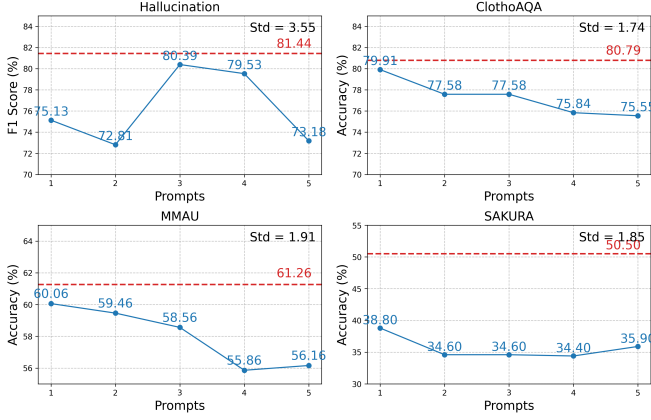 Hallucination
Std = 3.55
81.44
75.13
72.81
80.39
79.53
73.18
F1 Score (%)
84
82
80
78
76
74
72
70
1 2 3 4 5
Prompts
ClothoAQA
Std = 1.74
80.79
79.91
77.58
77.58
75.84
75.55
Accuracy (%)
84
82
80
78
76
74
72
70
1 2 3 4 5
Prompts
MMAU
Std = 1.91
61.26
60.06
59.46
58.56
55.86
56.16
Accuracy (%)
64
62
60
58
56
1 2 3 4 5
Prompts
SAKURA
Std = 1.85
50.50
38.80
34.60
34.60
34.40
35.90
Accuracy (%)
55
50
45
40
35
30
1 2 3 4 5
Prompts